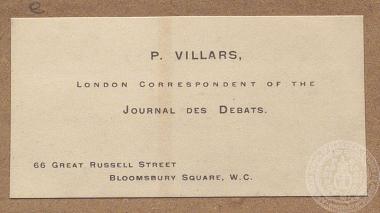 e
P. VILLARS,
LONDON CORRESPONDENT OF THE
JOURNAL DES DEBATS.
66 GREAT RUSSELL STREET
BLOOMSBURY SQUARE, W.C.